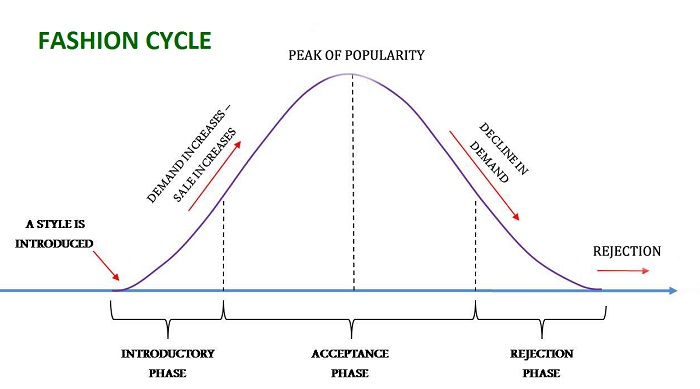 FASHION CYCLE
PEAK OF POPULARITY
DEMAND INCREASES –
SALE INCREASES
DECLINE IN
DEMAND
A STYLE IS
INTRODUCED
REJECTION
INTRODUCTORY
PHASE
ACCEPTANCE
PHASE
REJECTION
PHASE